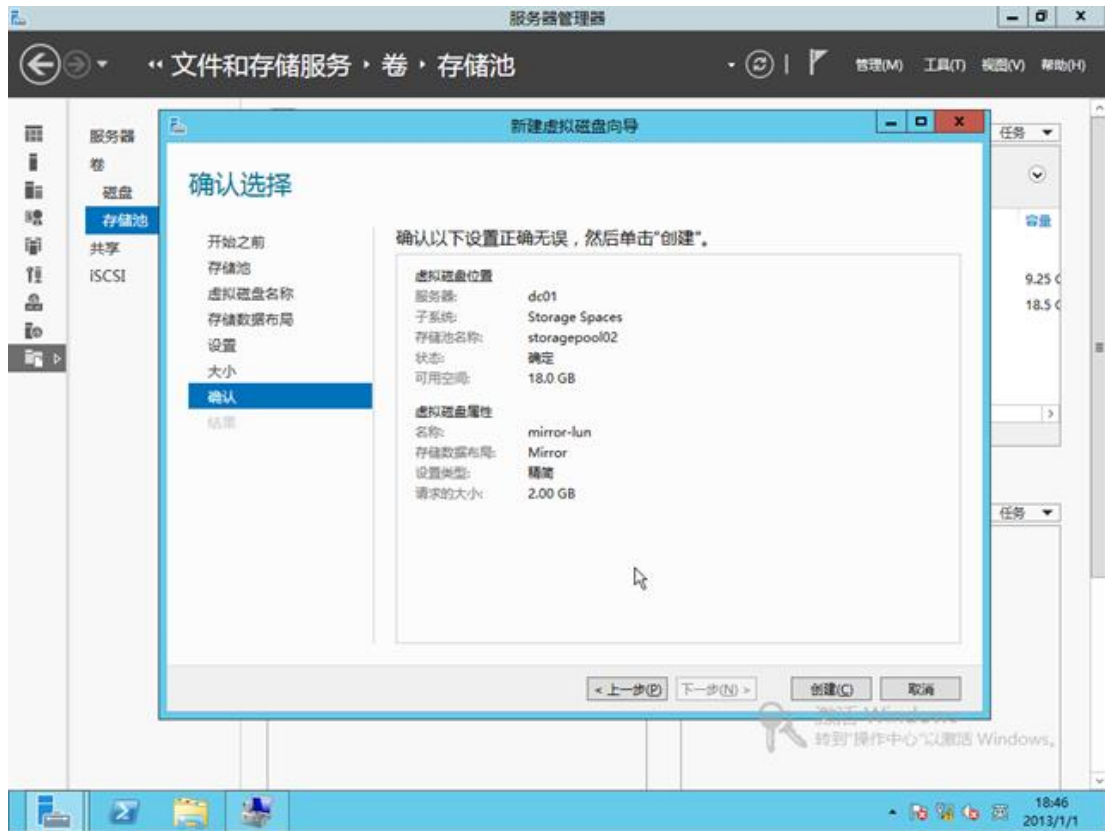 服务器管理器
文件和存储服务 · 卷 · 存储池
管理(M) 工具(T) 视图(V) 帮助(H)
服务器
卷
磁盘
存储池
共享
iSCSI
任务
容量
9.25
18.5
任务
新建虚拟磁盘向导
确认选择
开始之前
存储池
虚拟磁盘名称
存储数据布局
设置
大小
确认
结果
确认以下设置正确无误，然后单击"创建"。
虚拟磁盘位置
服务器: dc01
子系统: Storage Spaces
存储池名称: storagepool02
状态: 确定
可用空间: 18.0 GB
虚拟磁盘属性
名称: mirror-lun
存储数据布局: Mirror
设置类型: 精简
请求的大小: 2.00 GB
< 上一步(P) 下一步(N) > 创建(C) 取消
激活 Windows
转到"操作中心"以激活 Windows。
英
18:46
2013/1/1